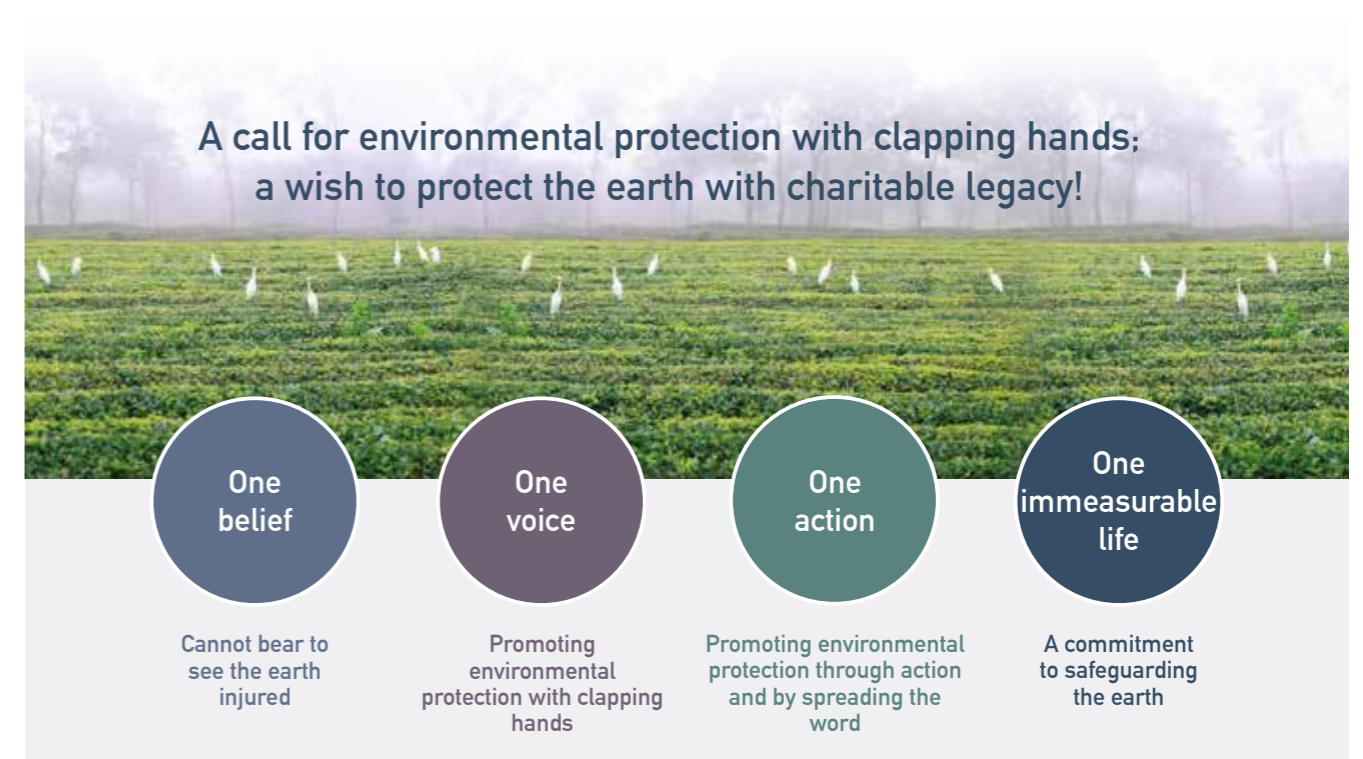 A call for environmental protection with clapping hands;
a wish to protect the earth with charitable legacy!
One
belief
Cannot bear to
see the earth
injured
One
voice
Promoting
environmental
protection with clapping
hands
One
action
Promoting environmental
protection through action
and by spreading the
word
One
immeasurable
life
A commitment
to safeguarding
the earth